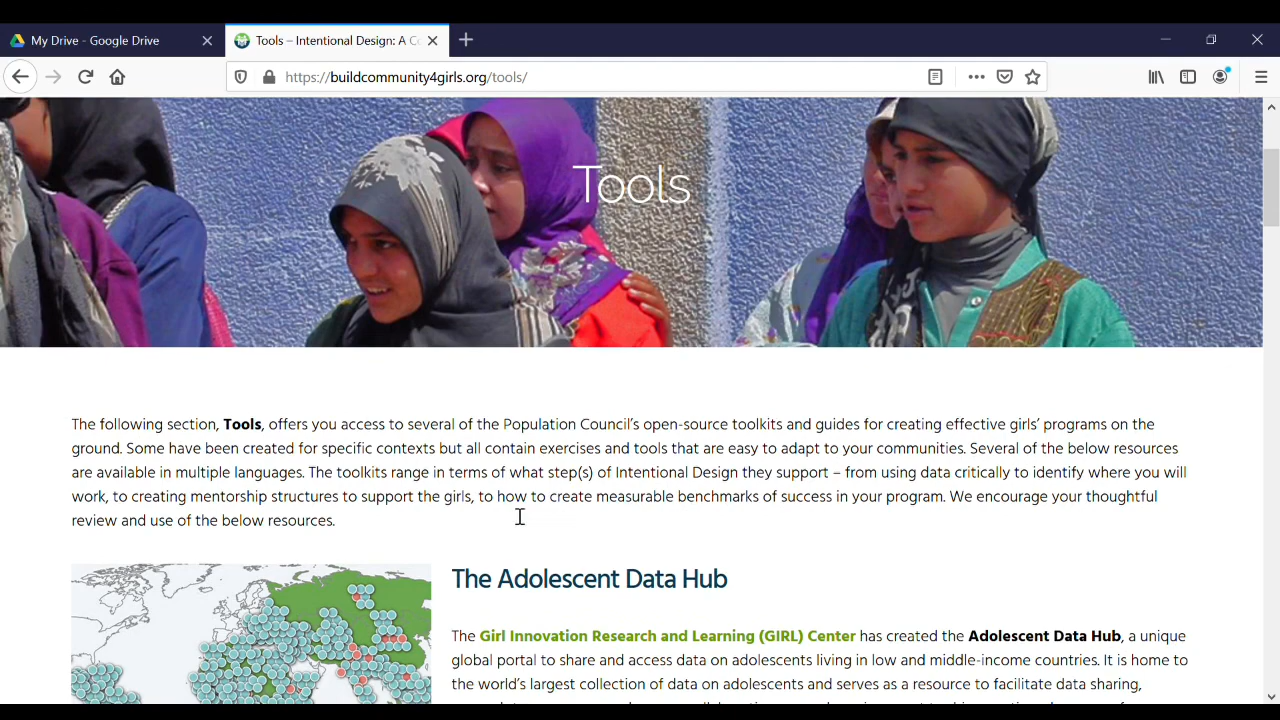 My Drive - Google Drive
Tools – Intentional Design: A Co
https://buildcommunity4girls.org/tools/
Tools
The following section, Tools, offers you access to several of the Population Council's open-source toolkits and guides for creating effective girls' programs on the
ground. Some have been created for specific contexts but all contain exercises and tools that are easy to adapt to your communities. Several of the below resources
are available in multiple languages. The toolkits range in terms of what step(s) of Intentional Design they support – from using data critically to identify where you will
work, to creating mentorship structures to support the girls, to how to create measurable benchmarks of success in your program. We encourage your thoughtful
review and use of the below resources.
The Adolescent Data Hub
The Girl Innovation Research and Learning (GIRL) Center has created the Adolescent Data Hub, a unique
global portal to share and access data on adolescents living in low and middle-income countries. It is home to
the world's largest collection of data on adolescents and serves as a resource to facilitate data sharing,